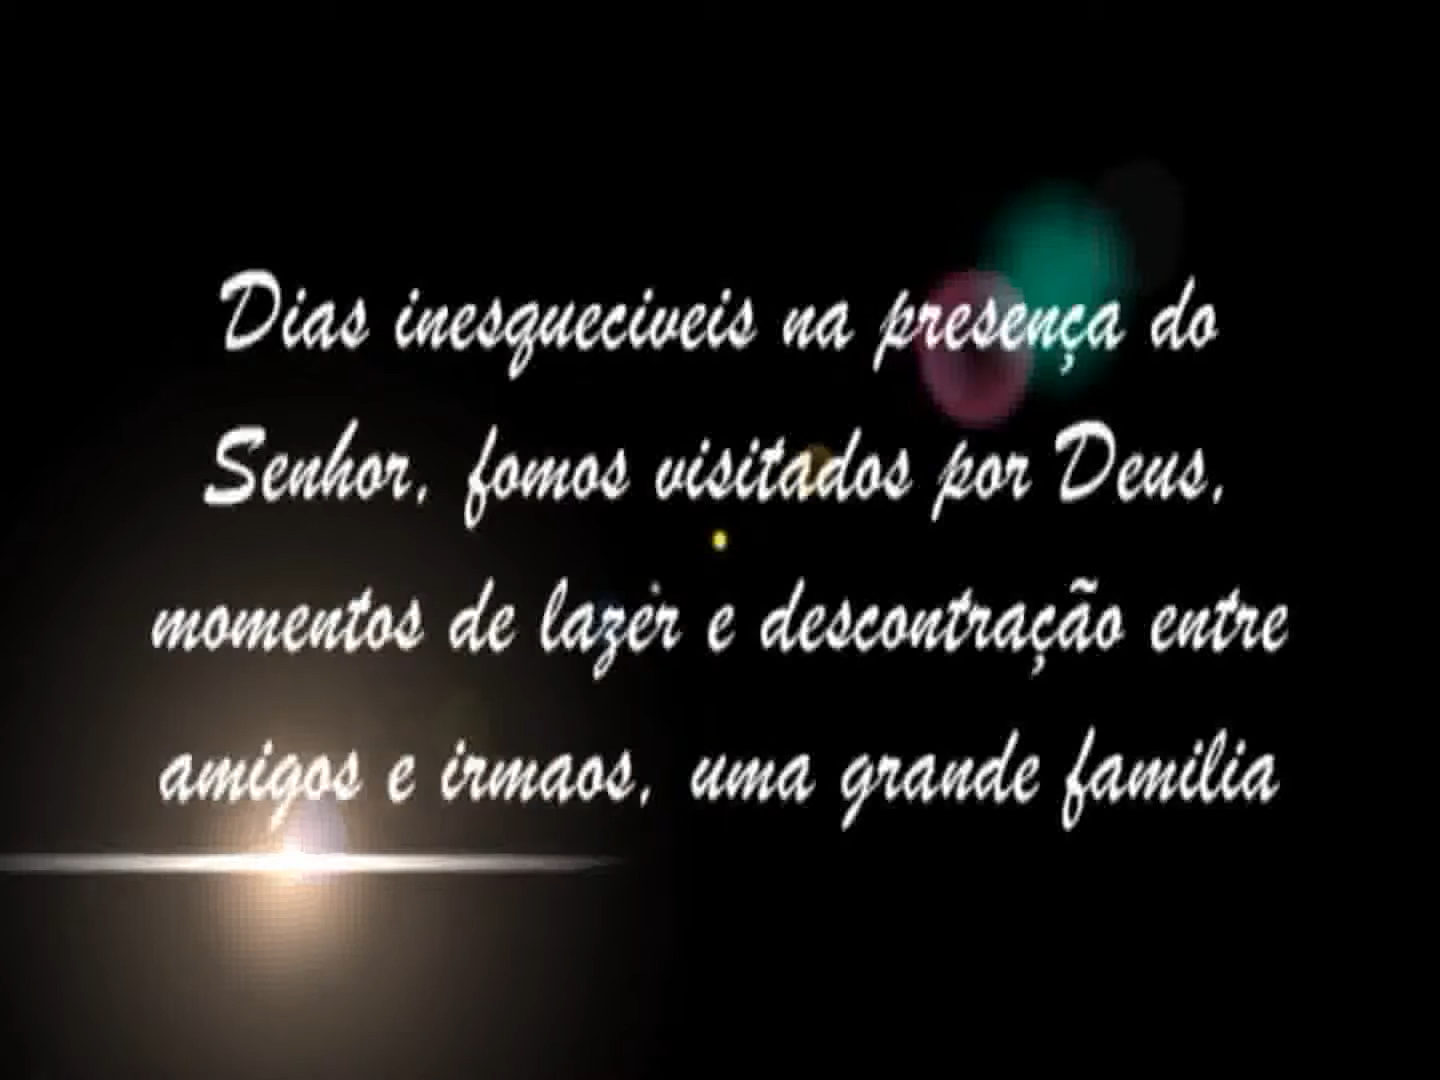 Dias inesqueciveis na presença do
Senhor, fomos visitados por Deus,
momentos de lazer e descontração entre
amigos e irmaos, uma grande familia